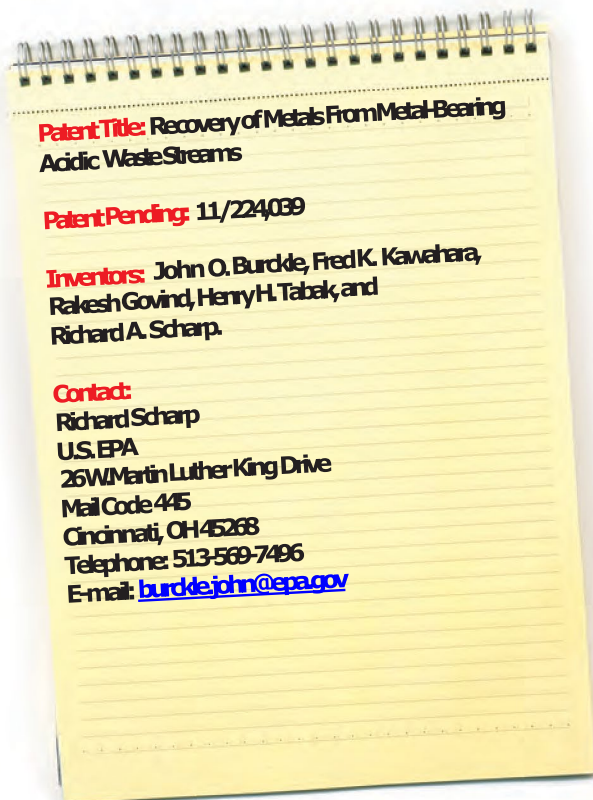 Patent Title: Recovery of Metals From Metal-Bearing
Acidic Waste Streams
Patent Pending: 11/224,039
Inventors: John O. Burckle, Fred K. Kawahara,
Rakesh Govind, Henry H. Tabak, and
Richard A. Scharp.
Contact:
Richard Scharp
U.S. EPA
26 W. Martin Luther King Drive
Mail Code 445
Cincinnati, OH 45268
Telephone: 513-569-7496
E-mail: burckle.john@epa.gov